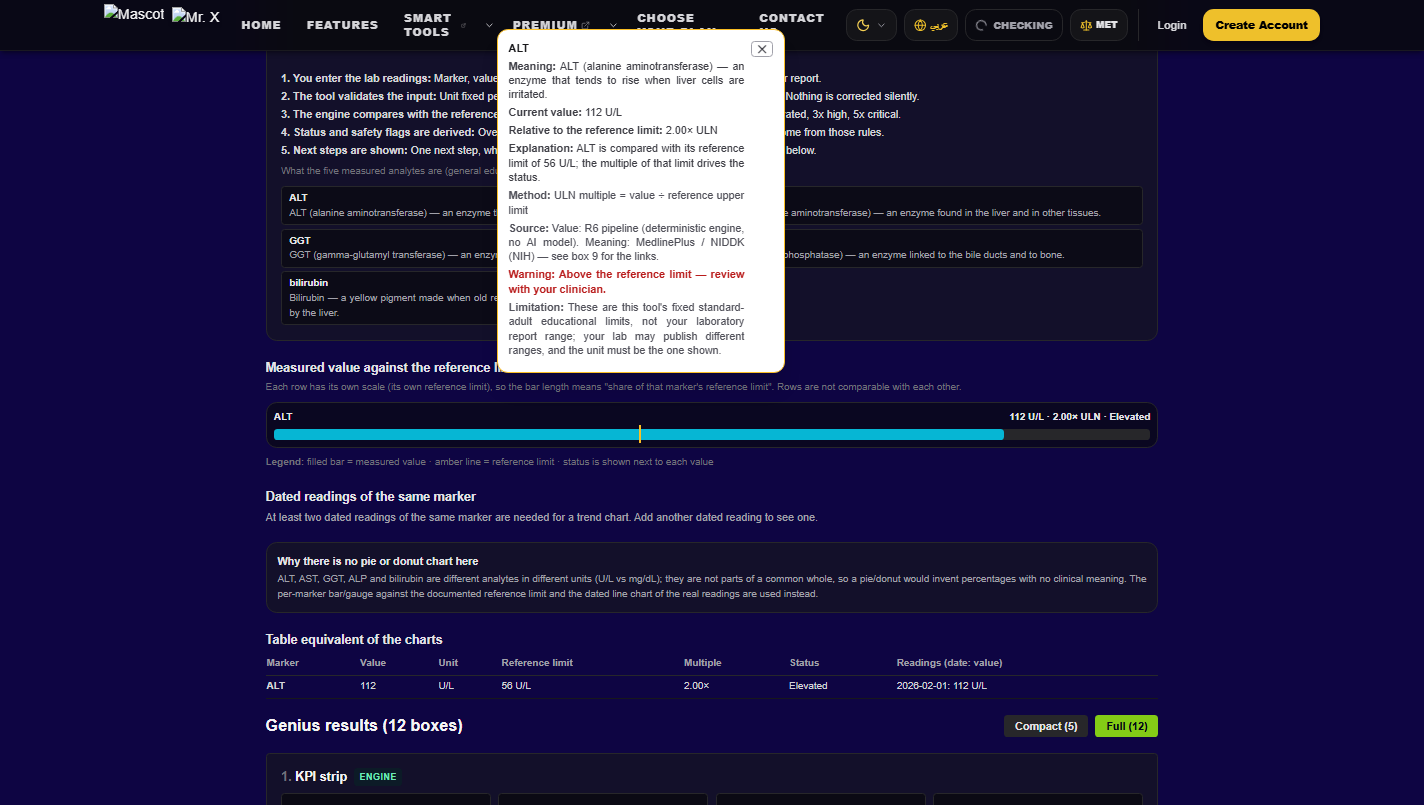 Mascot
Mr. X
HOME
FEATURES
SMART TOOLS
PREMIUM
CHOOSE
CONTACT
عربي
CHECKING
MET
Login
Create Account
1. You enter the lab readings: Marker, value
r report.
2. The tool validates the input: Unit fixed pe
Nothing is corrected silently.
3. The engine compares with the reference
ated, 3x high, 5x critical.
4. Status and safety flags are derived: Ove
ome from those rules.
5. Next steps are shown: One next step, wh
below.
What the five measured analytes are (general edu
ALT
ALT (alanine aminotransferase) — an enzyme t
e aminotransferase) — an enzyme found in the liver and in other tissues.
GGT
GGT (gamma-glutamyl transferase) — an enzy
phosphatase) — an enzyme linked to the bile ducts and to bone.
bilirubin
Bilirubin — a yellow pigment made when old re
by the liver.
ALT
Meaning: ALT (alanine aminotransferase) — an
enzyme that tends to rise when liver cells are
irritated.
Current value: 112 U/L
Relative to the reference limit: 2.00× ULN
Explanation: ALT is compared with its reference
limit of 56 U/L; the multiple of that limit drives the
status.
Method: ULN multiple = value ÷ reference upper
limit
Source: Value: R6 pipeline (deterministic engine,
no AI model). Meaning: MedlinePlus / NIDDK
(NIH) — see box 9 for the links.
Warning: Above the reference limit — review
with your clinician.
Limitation: These are this tool's fixed standard-
adult educational limits, not your laboratory
report range; your lab may publish different
ranges, and the unit must be the one shown.
Measured value against the reference l
Each row has its own scale (its own reference limit), so the bar length means "share of that marker's reference limit". Rows are not comparable with each other.
ALT
112 U/L · 2.00× ULN · Elevated
Legend: filled bar = measured value · amber line = reference limit · status is shown next to each value
Dated readings of the same marker
At least two dated readings of the same marker are needed for a trend chart. Add another dated reading to see one.
Why there is no pie or donut chart here
ALT, AST, GGT, ALP and bilirubin are different analytes in different units (U/L vs mg/dL); they are not parts of a common whole, so a pie/donut would invent percentages with no clinical meaning. The
per-marker bar/gauge against the documented reference limit and the dated line chart of the real readings are used instead.
Table equivalent of the charts
Marker Value Unit Reference limit Multiple Status Readings (date: value)
ALT 112 U/L 56 U/L 2.00× Elevated 2026-02-01: 112 U/L
Genius results (12 boxes)
Compact (5)
Full (12)
1. KPI strip ENGINE